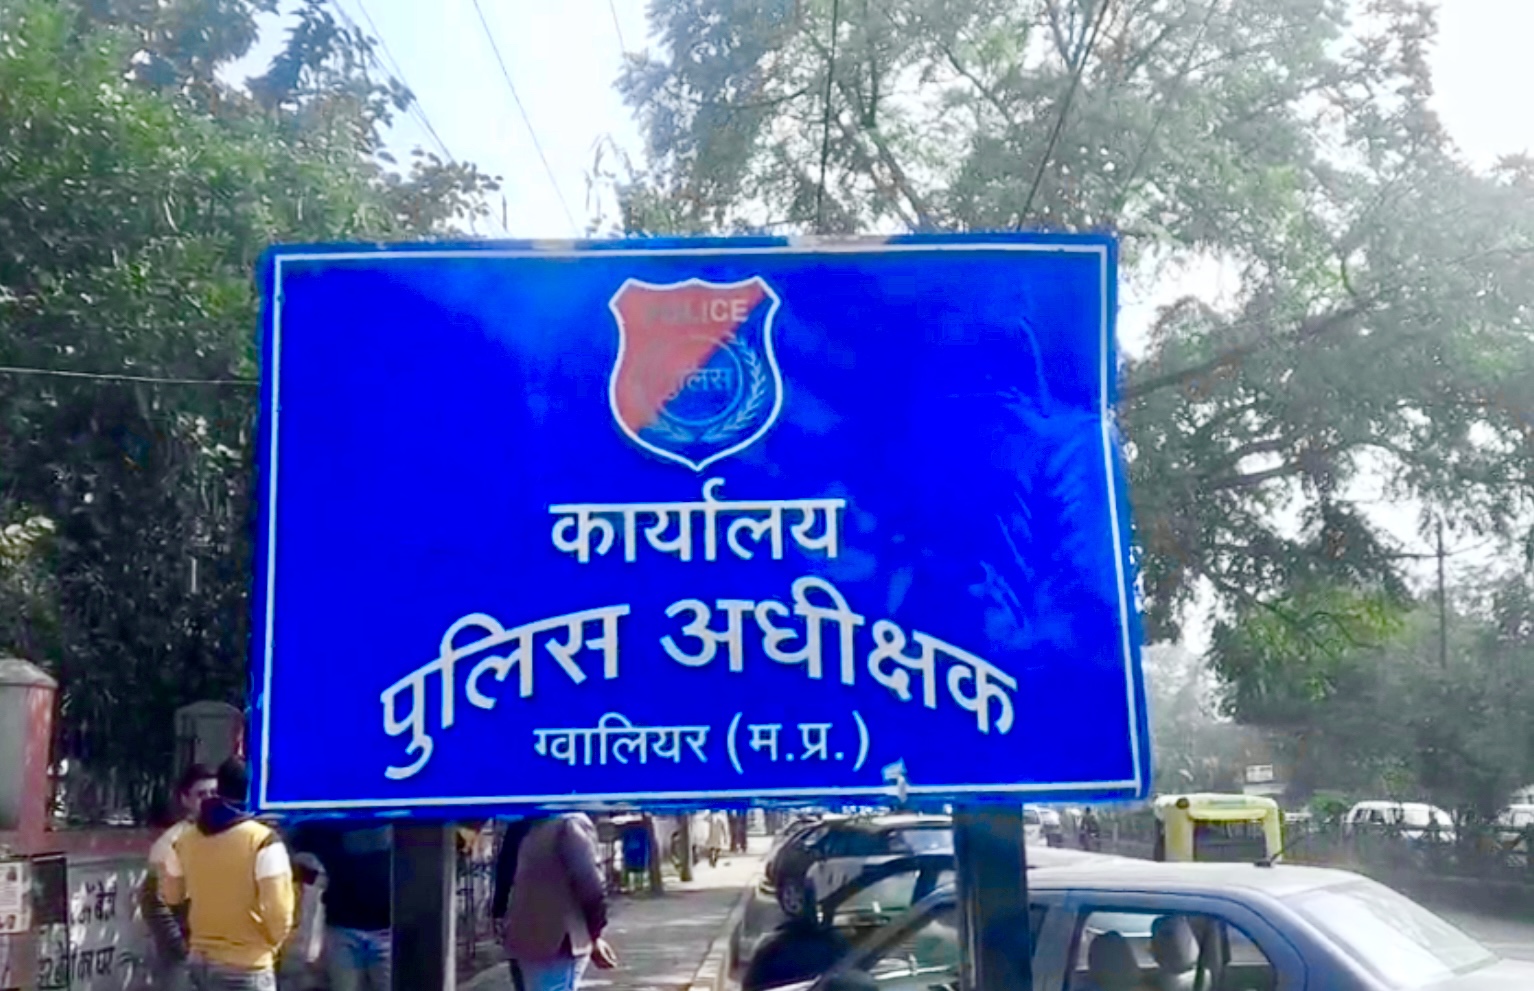 POLICE
पुलिस
कार्यालय
पुलिस अधीक्षक
ग्वालियर (म.प्र.)